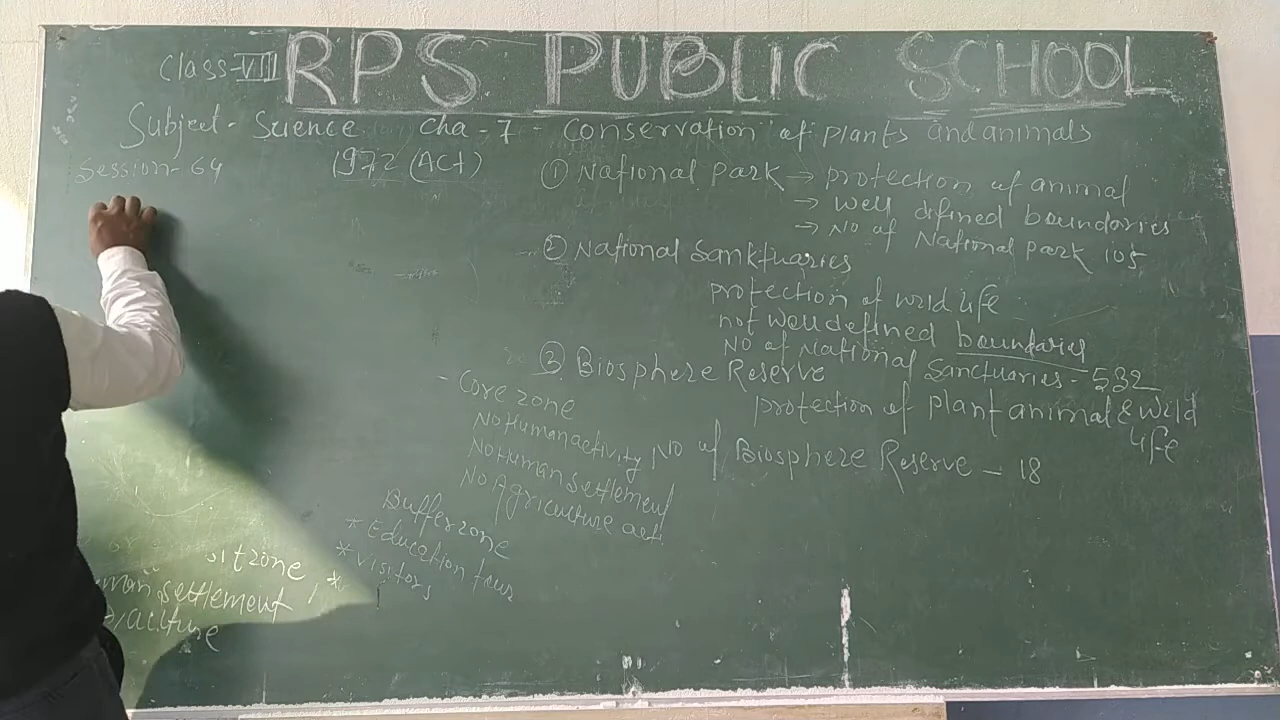 RPS PUBLIC SCHOOL
Class-VIII
Subject - Science Cha - 7 - Conservation of plants and animals
Session - 64
1972 (ACT)
① National park → protection of animal
→ well defined boundaries
→ No of National park 105
② National Sanktuaries
protection of wild life
not well defined boundaries
No of National Sanctuaries - 532
③ Biosphere Reserve
protection of plant animal & wild
life
No of Biosphere Reserve - 18
- Core zone
No Human activity
No Human settlement
No Agriculture act.
Buffer zone
* Education
* visitors
zone
settlement